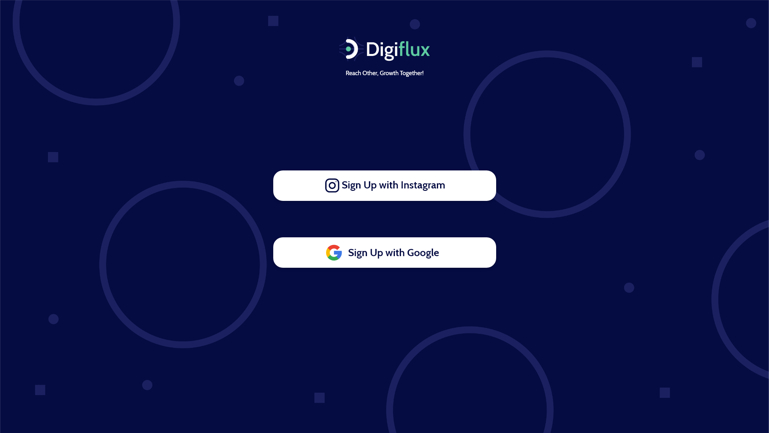 Digiflux
Reach Other, Growth Together!
Sign Up with Instagram
Sign Up with Google